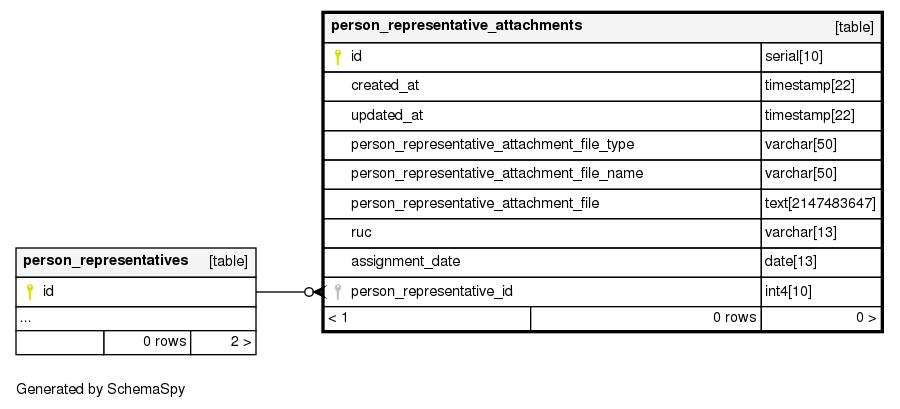 person_representative_attachments [table]
id serial[10]
created_at timestamp[22]
updated_at timestamp[22]
person_representative_attachment_file_type varchar[50]
person_representative_attachment_file_name varchar[50]
person_representative_attachment_file text[2147483647]
ruc varchar[13]
assignment_date date[13]
person_representative_id int4[10]
< 1 0 rows 0 >
person_representatives [table]
id
...
0 rows 2 >
Generated by SchemaSpy